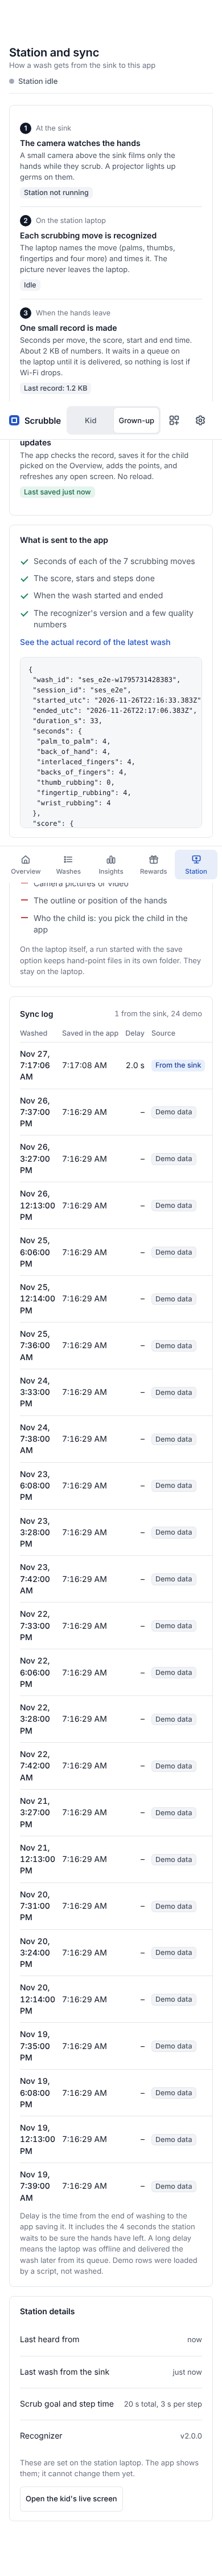 Station and sync
How a wash gets from the sink to this app
Station idle
1 At the sink
The camera watches the hands
A small camera above the sink films only the
hands while they scrub. A projector lights up
germs on them.
Station not running
2 On the station laptop
Each scrubbing move is recognized
The laptop names the move (palms, thumbs,
fingertips and four more) and times it. The
picture never leaves the laptop.
Idle
3 When the hands leave
One small record is made
Seconds per move, the score, start and end time.
About 2 KB of numbers. It waits in a queue on
the laptop until it is delivered, so nothing is lost if
Wi-Fi drops.
Last record: 1.2 KB
Scrubble
Kid
Grown-up
updates
The app checks the record, saves it for the child
picked on the Overview, adds the points, and
refreshes any open screen. No reload.
Last saved just now
What is sent to the app
Seconds of each of the 7 scrubbing moves
The score, stars and steps done
When the wash started and ended
The recognizer's version and a few quality
numbers
See the actual record of the latest wash
{
"wash_id": "ses_e2e-w1795731428383",
"session_id": "ses_e2e",
"started_utc": "2026-11-26T22:16:33.383Z"
"ended_utc": "2026-11-26T22:17:06.383Z",
"duration_s": 33,
"seconds": {
"palm_to_palm": 4,
"back_of_hand": 4,
"interlaced_fingers": 4,
"backs_of_fingers": 4,
"thumb_rubbing": 0,
"fingertip_rubbing": 4,
"wrist_rubbing": 4
},
"score": {
Overview
Washes
Insights
Rewards
Station
Camera pictures or video
The outline or position of the hands
Who the child is: you pick the child in the
app
On the laptop itself, a run started with the save
option keeps hand-point files in its own folder. They
stay on the laptop.
Sync log 1 from the sink, 24 demo
Washed Saved in the app Delay Source
Nov 27,
7:17:06 7:17:08 AM 2.0 s From the sink
AM
Nov 26,
7:37:00 7:16:29 AM – Demo data
PM
Nov 26,
3:27:00 7:16:29 AM – Demo data
PM
Nov 26,
12:13:00 7:16:29 AM – Demo data
PM
Nov 25,
6:06:00 7:16:29 AM – Demo data
PM
Nov 25,
12:14:00 7:16:29 AM – Demo data
PM
Nov 25,
7:36:00 7:16:29 AM – Demo data
AM
Nov 24,
3:33:00 7:16:29 AM – Demo data
PM
Nov 24,
7:38:00 7:16:29 AM – Demo data
AM
Nov 23,
6:08:00 7:16:29 AM – Demo data
PM
Nov 23,
3:28:00 7:16:29 AM – Demo data
PM
Nov 23,
7:42:00 7:16:29 AM – Demo data
AM
Nov 22,
7:33:00 7:16:29 AM – Demo data
PM
Nov 22,
6:06:00 7:16:29 AM – Demo data
PM
Nov 22,
3:28:00 7:16:29 AM – Demo data
PM
Nov 22,
7:42:00 7:16:29 AM – Demo data
AM
Nov 21,
3:27:00 7:16:29 AM – Demo data
PM
Nov 21,
12:13:00 7:16:29 AM – Demo data
PM
Nov 20,
7:31:00 7:16:29 AM – Demo data
PM
Nov 20,
3:24:00 7:16:29 AM – Demo data
PM
Nov 20,
12:14:00 7:16:29 AM – Demo data
PM
Nov 19,
7:35:00 7:16:29 AM – Demo data
PM
Nov 19,
6:08:00 7:16:29 AM – Demo data
PM
Nov 19,
12:13:00 7:16:29 AM – Demo data
PM
Nov 19,
7:39:00 7:16:29 AM – Demo data
AM
Delay is the time from the end of washing to the
app saving it. It includes the 4 seconds the station
waits to be sure the hands have left. A long delay
means the laptop was offline and delivered the
wash later from its queue. Demo rows were loaded
by a script, not washed.
Station details
Last heard from now
Last wash from the sink just now
Scrub goal and step time 20 s total, 3 s per step
Recognizer v2.0.0
These are set on the station laptop. The app shows
them; it cannot change them yet.
Open the kid's live screen